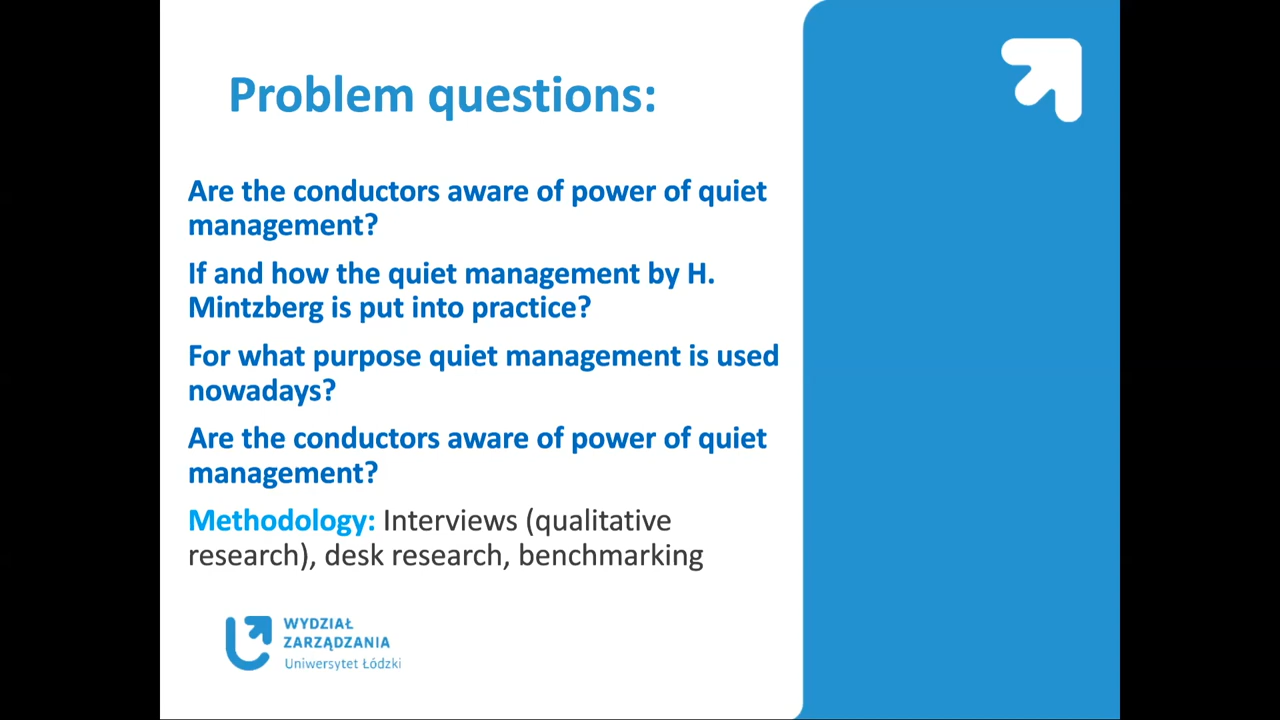 Problem questions:
Are the conductors aware of power of quiet
management?
If and how the quiet management by H.
Mintzberg is put into practice?
For what purpose quiet management is used
nowadays?
Are the conductors aware of power of quiet
management?
Methodology: Interviews (qualitative
research), desk research, benchmarking
WYDZIAŁ
ZARZĄDZANIA
Uniwersytet Łódzki